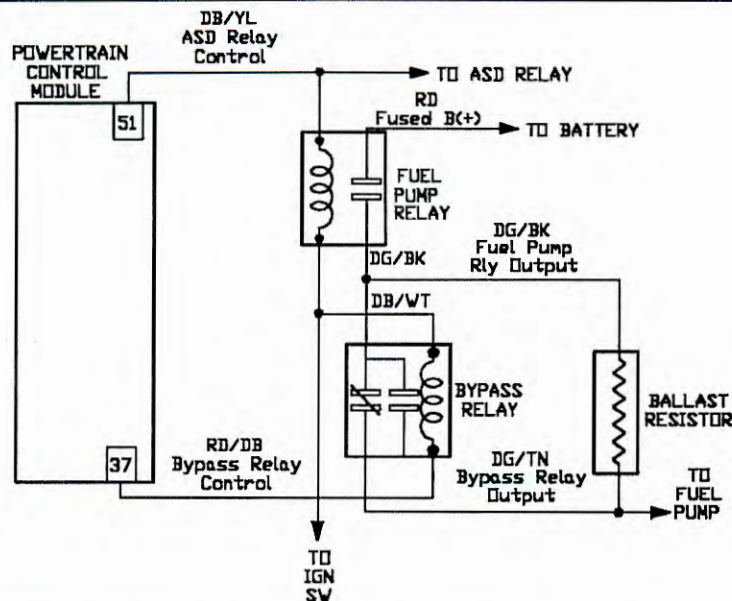 DB/YL
ASD Relay
Control
POWERTRAIN
CONTROL
MODULE
51
TO ASD RELAY
RD
Fused B(+)
TO BATTERY
FUEL
PUMP
RELAY
DG/BK
DG/BK
Fuel Pump
Rly Output
DB/WT
BYPASS
RELAY
BALLAST
RESISTOR
37
RD/DB
Bypass Relay
Control
DG/TN
Bypass Relay
Output
TO
FUEL
PUMP
TO
IGN
SW